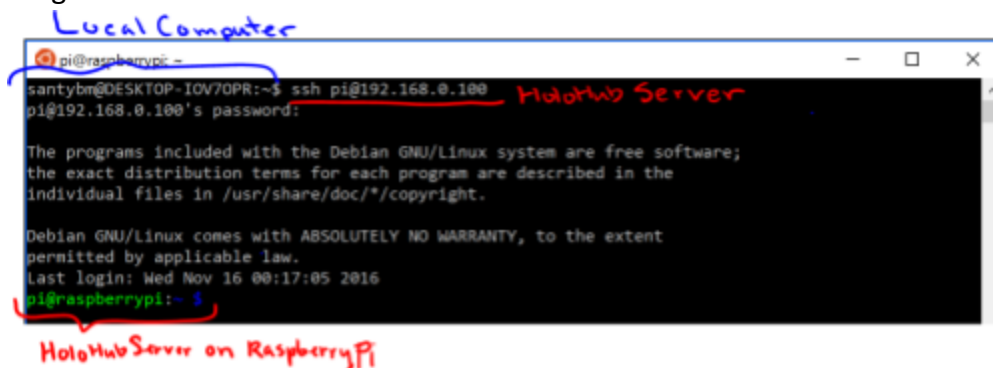 Local Computer
pi@raspberrypi: ~
santybm@DESKTOP-IOV7OPR:~$ ssh pi@192.168.0.100 HoloHub Server
pi@192.168.0.100's password:
The programs included with the Debian GNU/Linux system are free software;
the exact distribution terms for each program are described in the
individual files in /usr/share/doc/*/copyright.
Debian GNU/Linux comes with ABSOLUTELY NO WARRANTY, to the extent
permitted by applicable law.
Last login: Wed Nov 16 00:17:05 2016
pi@raspberrypi:~ $
HoloHub Server on RaspberryPi